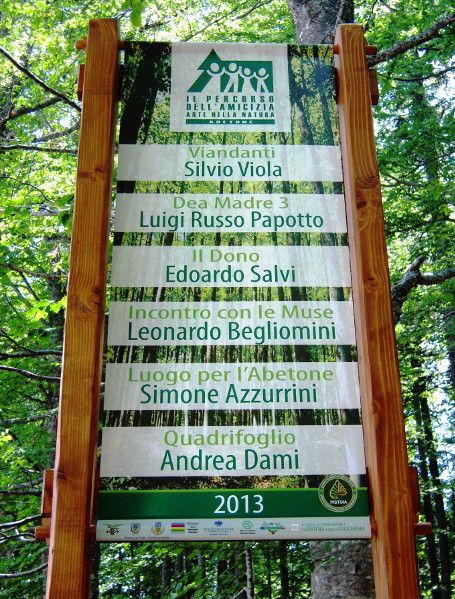 IL PERCORSO
DELL'AMICIZIA
ARTE NELLA NATURA
ABETONE
Viandanti
Silvio Viola
Dea Madre 3
Luigi Russo Papotto
Il Dono
Edoardo Salvi
Incontro con le Muse
Leonardo Begliomini
Luogo per l'Abetone
Simone Azzurrini
Quadrifoglio
Andrea Dami
2013
PISTOIA